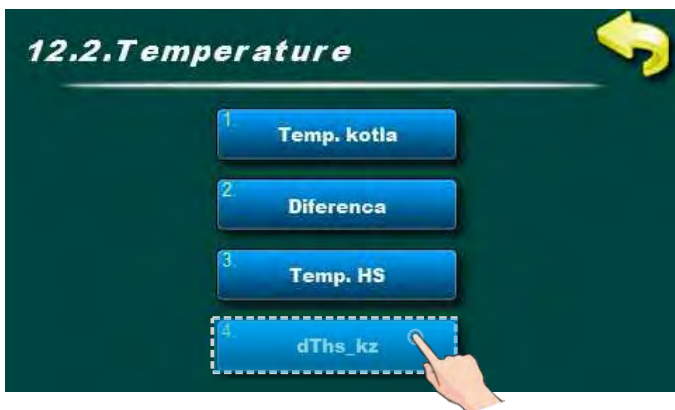 12.2.Temperature
1.
Temp. kotla
2.
Diferenca
3.
Temp. HS
4.
dThs_kz